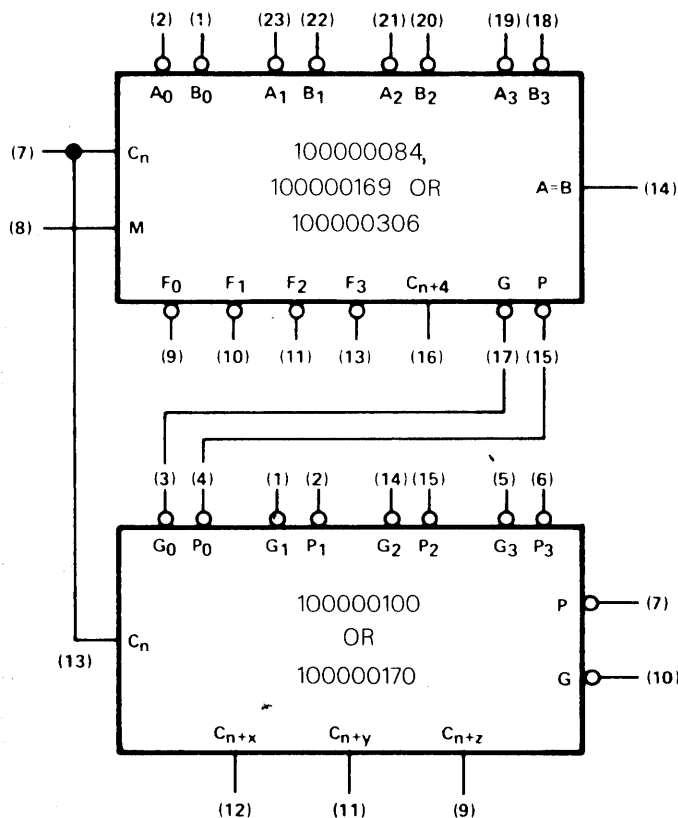 (2) (1) (23) (22) (21) (20) (19) (18)
A0 B0 A1 B1 A2 B2 A3 B3
(7) Cn 100000084,
100000169 OR A=B (14)
(8) M 100000306
F0 F1 F2 F3 Cn+4 G P
(9) (10) (11) (13) (16) (17) (15)
(3) (4) (1) (2) (14) (15) (5) (6)
G0 P0 G1 P1 G2 P2 G3 P3
100000100 P (7)
(13) Cn OR
100000170 G (10)
Cn+x Cn+y Cn+z
(12) (11) (9)